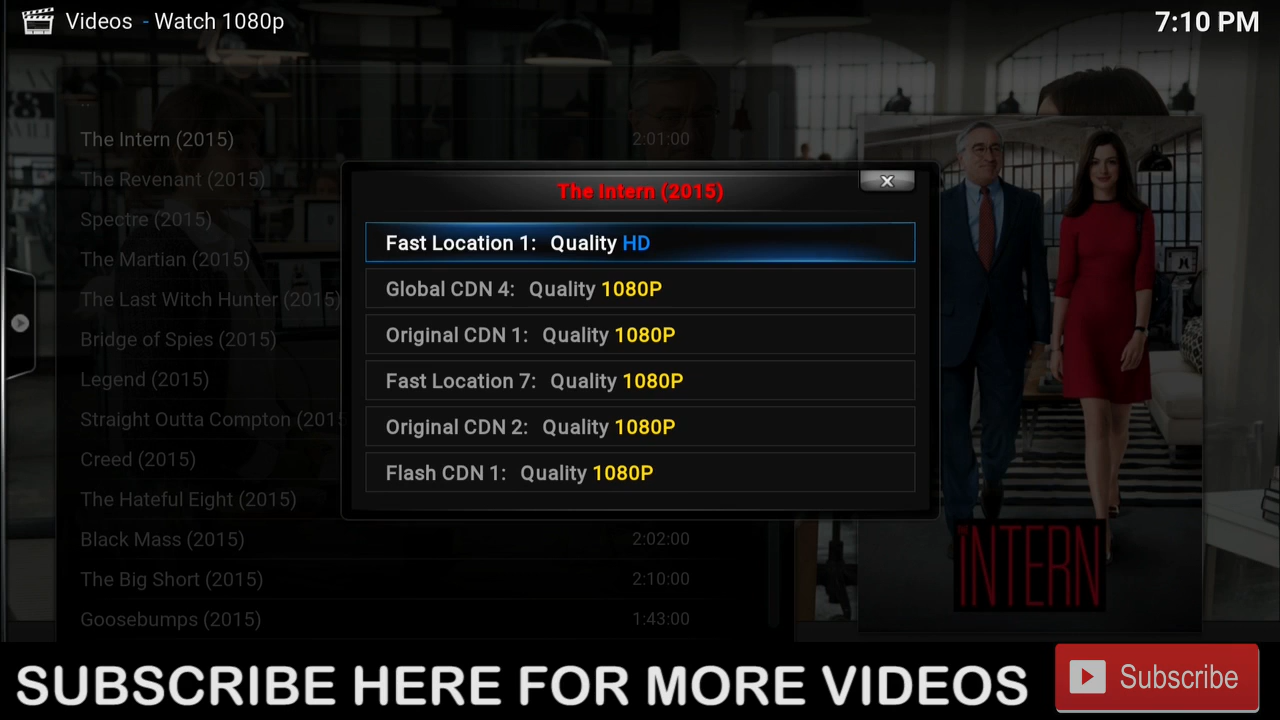 Videos - Watch 1080p
7:10 PM
..
The Intern (2015) 2:01:00
The Revenant (2015)
Spectre (2015)
The Martian (2015)
The Last Witch Hunter (2015)
Bridge of Spies (2015)
Legend (2015)
Straight Outta Compton (201
Creed (2015)
The Hateful Eight (2015)
Black Mass (2015) 2:02:00
The Big Short (2015) 2:10:00
Goosebumps (2015) 1:43:00
The Intern (2015)
Fast Location 1: Quality HD
Global CDN 4: Quality 1080P
Original CDN 1: Quality 1080P
Fast Location 7: Quality 1080P
Original CDN 2: Quality 1080P
Flash CDN 1: Quality 1080P
THE INTERN
SUBSCRIBE HERE FOR MORE VIDEOS
Subscribe